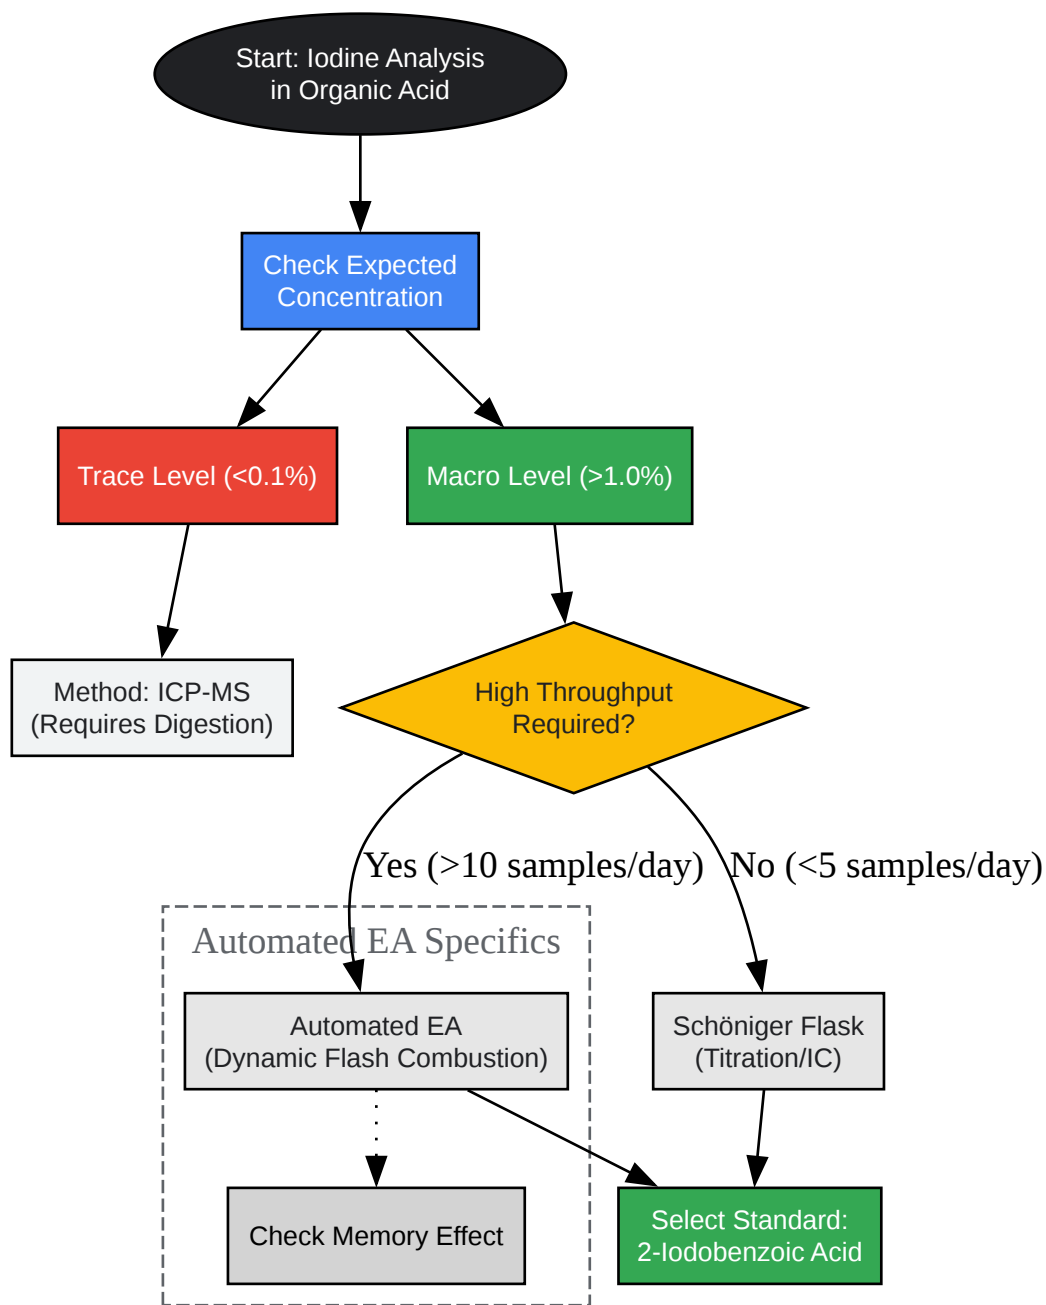 Start: Iodine Analysis
in Organic Acid
Check Expected
Concentration
Trace Level (<0.1%)
Macro Level (>1.0%)
Method: ICP-MS
(Requires Digestion)
High Throughput
Required?
Yes (>10 samples/day)
No (<5 samples/day)
Automated EA Specifics
Automated EA
(Dynamic Flash Combustion)
Schöniger Flask
(Titration/IC)
Check Memory Effect
Select Standard:
2-Iodobenzoic Acid